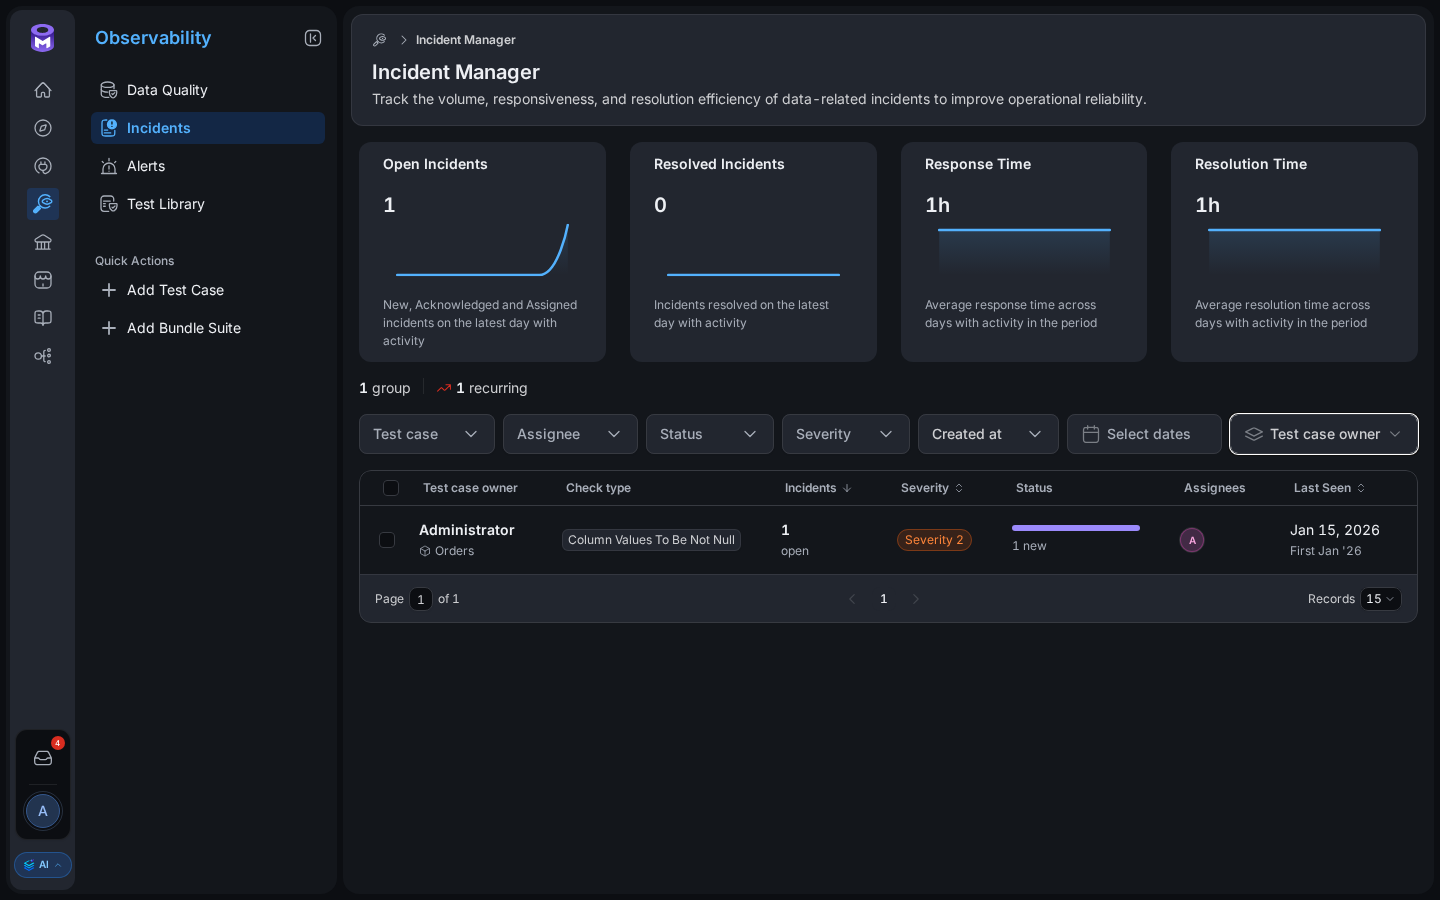 Observability
Data Quality
Incidents
Alerts
Test Library
Quick Actions
Add Test Case
Add Bundle Suite
4
A
AI
Incident Manager
Incident Manager
Track the volume, responsiveness, and resolution efficiency of data-related incidents to improve operational reliability.
Open Incidents
1
New, Acknowledged and Assigned
incidents on the latest day with
activity
Resolved Incidents
0
Incidents resolved on the latest
day with activity
Response Time
1h
Average response time across
days with activity in the period
Resolution Time
1h
Average resolution time across
days with activity in the period
1 group
1 recurring
Test case
Assignee
Status
Severity
Created at
Select dates
Test case owner
Test case owner
Check type
Incidents
Severity
Status
Assignees
Last Seen
Administrator
Orders
Column Values To Be Not Null
1
open
Severity 2
1 new
A
Jan 15, 2026
First Jan '26
Page 1 of 1
1
Records 15